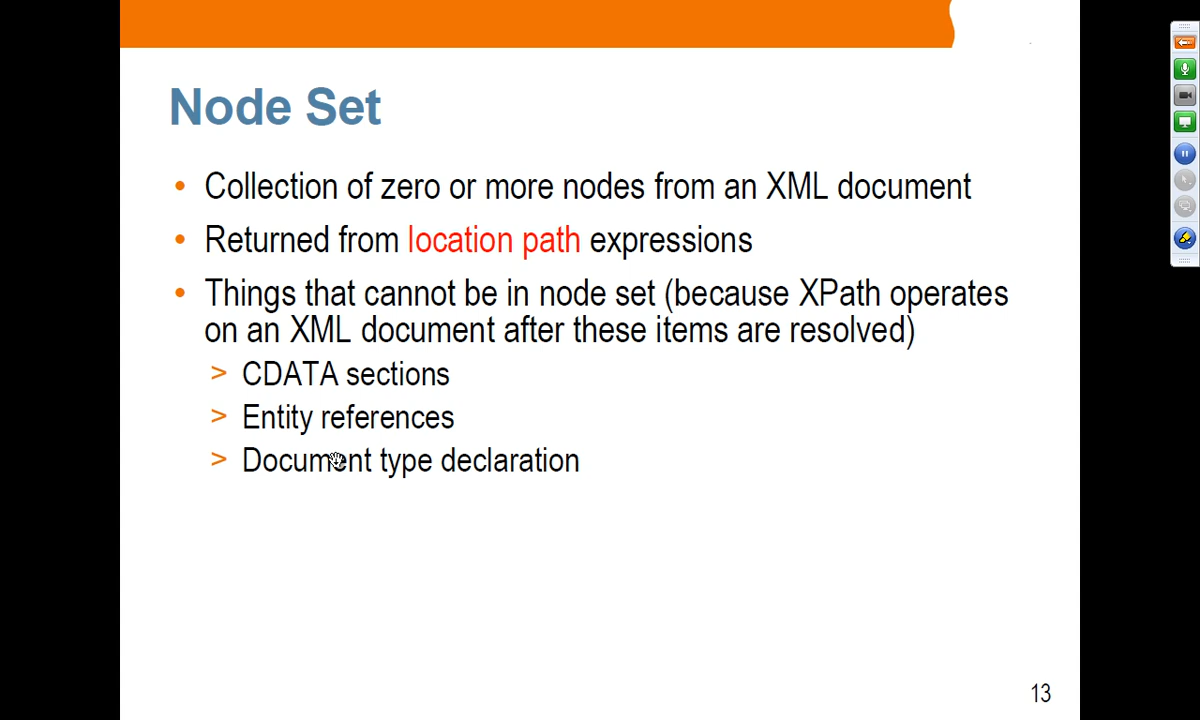 Node Set
• Collection of zero or more nodes from an XML document
• Returned from location path expressions
• Things that cannot be in node set (because XPath operates
on an XML document after these items are resolved)
> CDATA sections
> Entity references
> Document type declaration
13